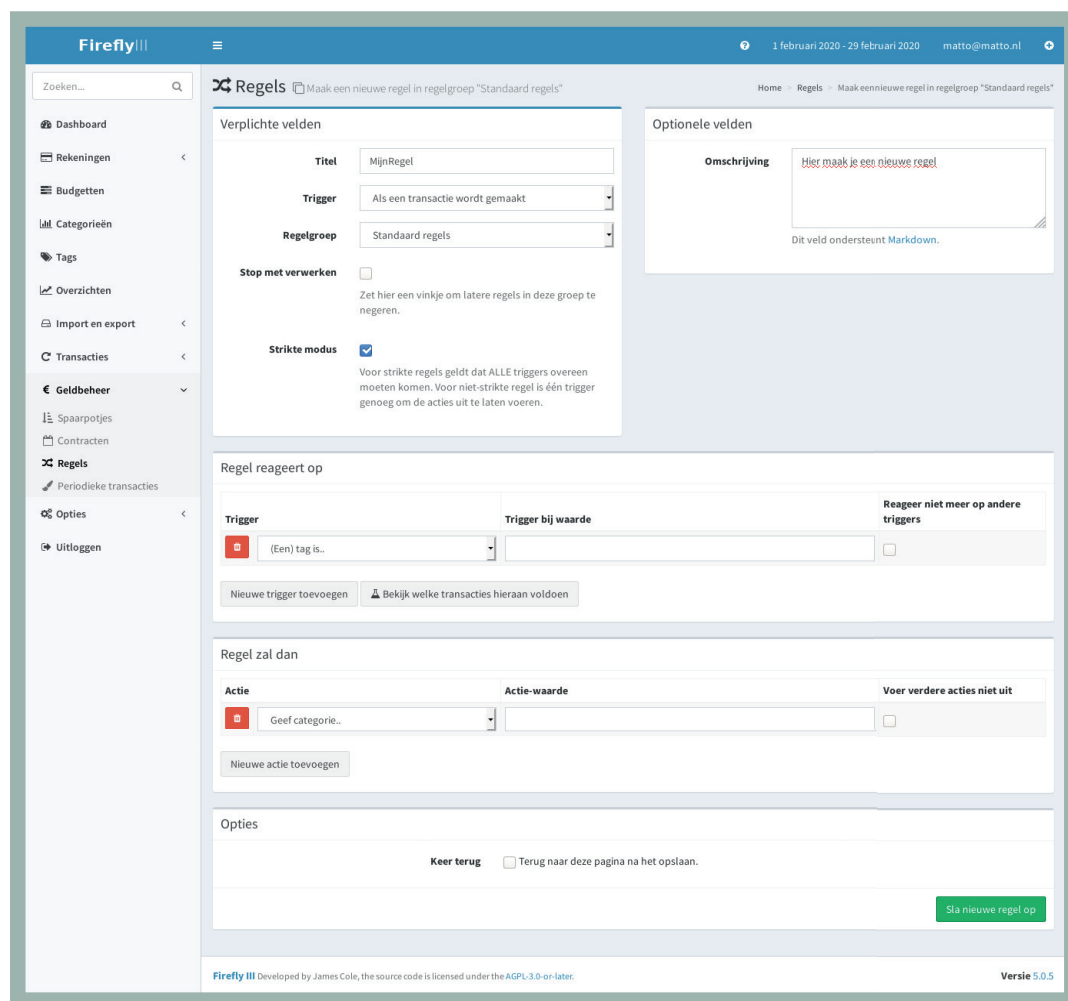 Firefly III
1 februari 2020 - 29 februari 2020
matto@matto.nl
Zoeken...
Regels Maak een nieuwe regel in regelgroep "Standaard regels"
Home > Regels > Maak een nieuwe regel in regelgroep "Standaard regels"
Dashboard
Rekeningen
Budgetten
Categorieën
Tags
Overzichten
Import en export
Transacties
€ Geldbeheer
Spaarpotjes
Contracten
Regels
Periodieke transacties
Opties
Uitloggen
Verplichte velden
Titel MijnRegel
Trigger Als een transactie wordt gemaakt
Regelgroep Standaard regels
Stop met verwerken
Zet hier een vinkje om latere regels in deze groep te
negeren.
Strikte modus
Voor strikte regels geldt dat ALLE triggers overeen
moeten komen. Voor niet-strikte regel is één trigger
genoeg om de acties uit te laten voeren.
Optionele velden
Omschrijving Hier maak je een nieuwe regel
Dit veld ondersteunt Markdown.
Regel reageert op
Trigger Trigger bij waarde Reageer niet meer op andere
triggers
(Een) tag is..
Nieuwe trigger toevoegen Bekijk welke transacties hieraan voldoen
Regel zal dan
Actie Actie-waarde Voer verdere acties niet uit
Geef categorie..
Nieuwe actie toevoegen
Opties
Keer terug Terug naar deze pagina na het opslaan.
Sla nieuwe regel op
Firefly III Developed by James Cole, the source code is licensed under the AGPL-3.0-or-later.
Versie 5.0.5